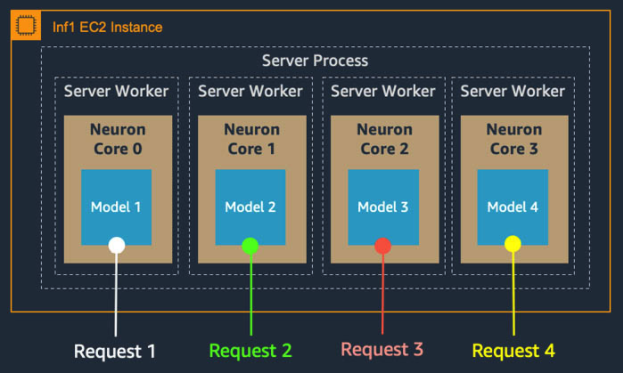 Inf1 EC2 Instance
Server Process
Server Worker Server Worker Server Worker Server Worker
Neuron Core 0
Neuron Core 1
Neuron Core 2
Neuron Core 3
Model 1 Model 2 Model 3 Model 4
Request 1 Request 2 Request 3 Request 4